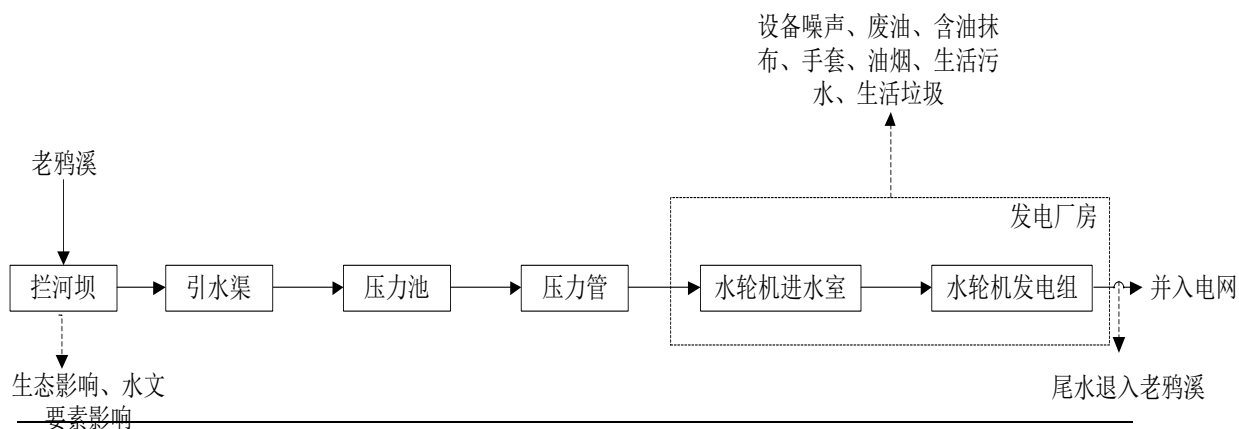 设备噪声、废油、含油抹
布、手套、油烟、生活污
水、生活垃圾
老鸦溪
发电厂房
拦河坝
引水渠
压力池
压力管
水轮机进水室
水轮机发电组
并入电网
生态影响、水文
要素影响
尾水退入老鸦溪